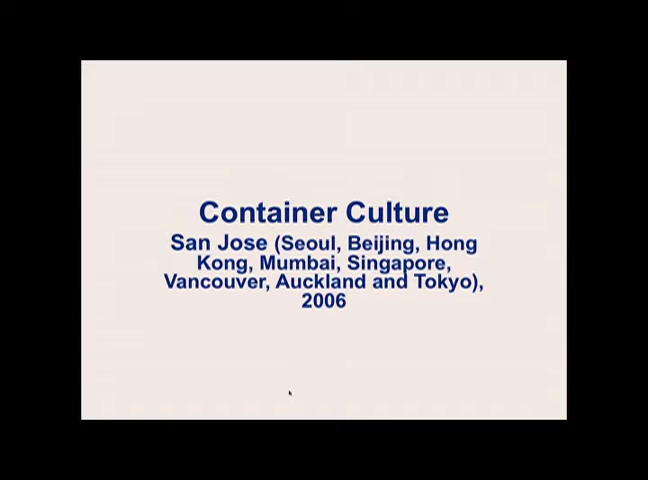 Container Culture
San Jose (Seoul, Beijing, Hong
Kong, Mumbai, Singapore,
Vancouver, Auckland and Tokyo),
2006